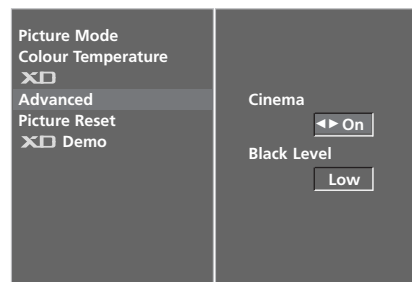 Picture Mode
Colour Temperature
XD
Advanced
Picture Reset
XD Demo
Cinema
◄► On
Black Level
Low